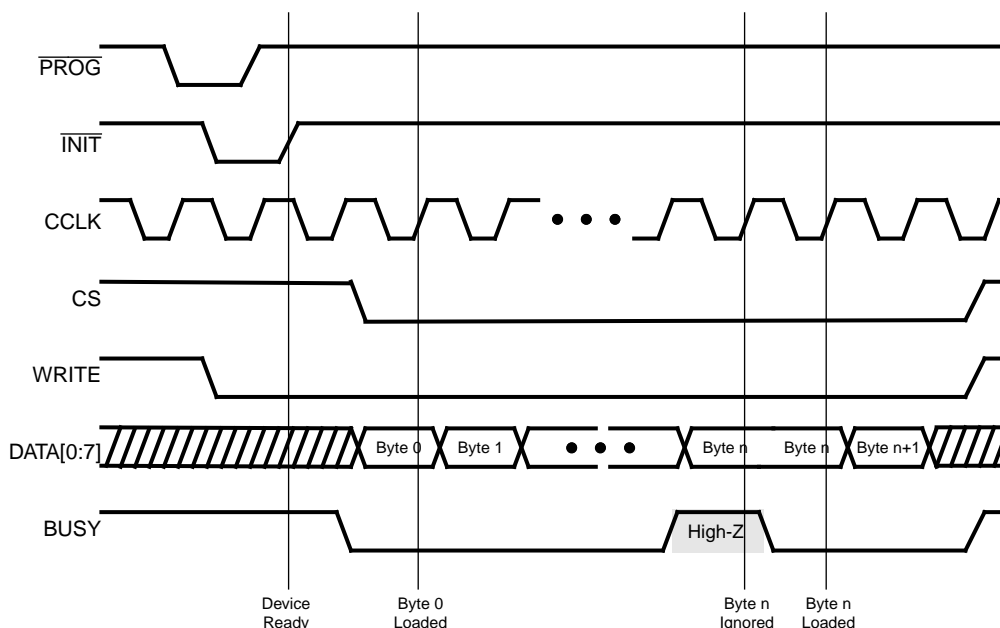 PROG
INIT
CCLK
CS
WRITE
DATA[0:7]
Byte 0
Byte 1
Byte n
Byte n
Byte n+1
BUSY
High-Z
Device
Ready
Byte 0
Loaded
Byte n
Ignored
Byte n
Loaded